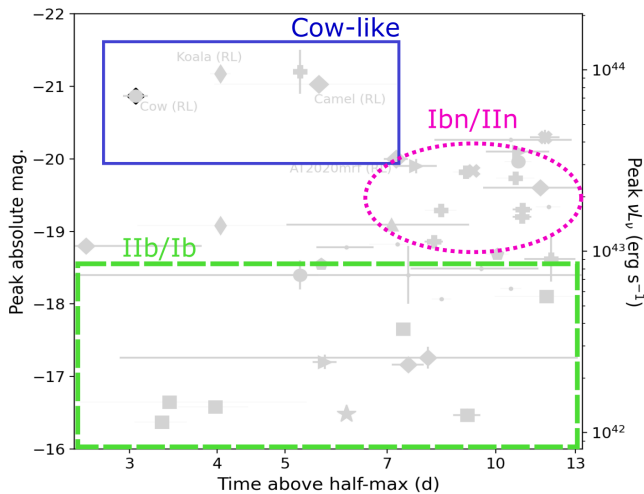 Cow-like
−22
Koala (RL)
10^44
−21
Cow (RL)
Camel (RL)
Ibn/IIn
−20
AT2020mrf (RL)
Peak absolute mag.
Peak νL_ν (erg s^−1)
−19
10^43
IIb/Ib
−18
−17
10^42
−16
3
4
5
7
10
13
Time above half-max (d)